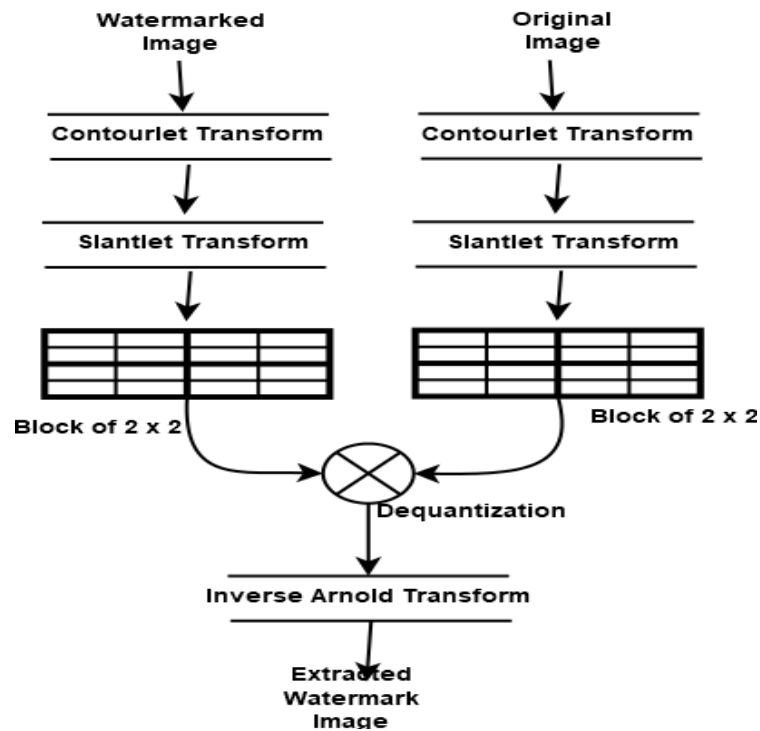 Watermarked
Image
Original
Image
Contourlet Transform
Contourlet Transform
Slantlet Transform
Slantlet Transform
Block of 2 x 2
Block of 2 x 2
Dequantization
Inverse Arnold Transform
Extracted
Watermark
Image